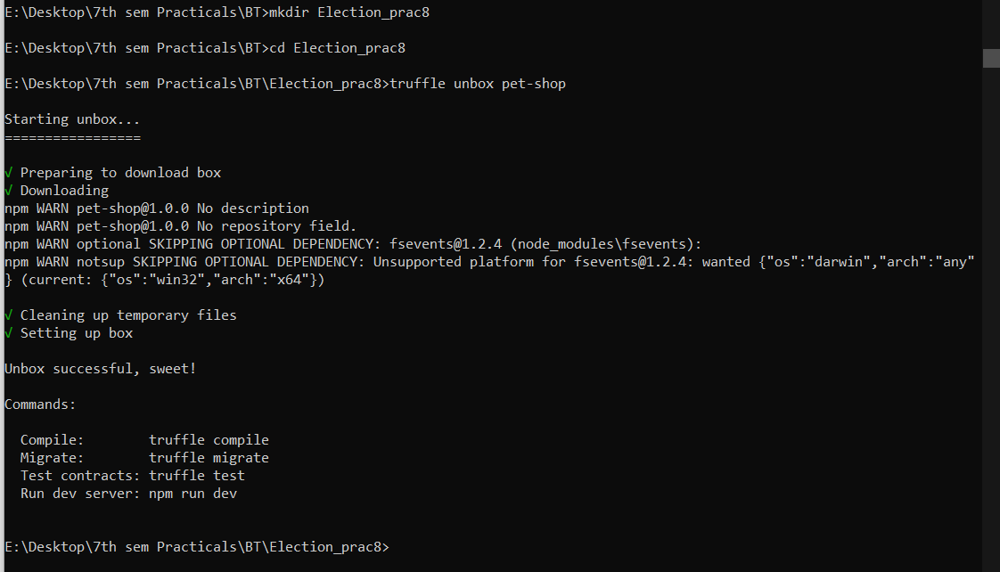 E:\Desktop\7th sem Practicals\BT>mkdir Election_prac8
E:\Desktop\7th sem Practicals\BT>cd Election_prac8
E:\Desktop\7th sem Practicals\BT\Election_prac8>truffle unbox pet-shop
Starting unbox...
=================
√ Preparing to download box
√ Downloading
npm WARN pet-shop@1.0.0 No description
npm WARN pet-shop@1.0.0 No repository field.
npm WARN optional SKIPPING OPTIONAL DEPENDENCY: fsevents@1.2.4 (node_modules\fsevents):
npm WARN notsup SKIPPING OPTIONAL DEPENDENCY: Unsupported platform for fsevents@1.2.4: wanted {"os":"darwin","arch":"any"
} (current: {"os":"win32","arch":"x64"})
√ Cleaning up temporary files
√ Setting up box
Unbox successful, sweet!
Commands:
Compile:        truffle compile
Migrate:        truffle migrate
Test contracts: truffle test
Run dev server: npm run dev
E:\Desktop\7th sem Practicals\BT\Election_prac8>